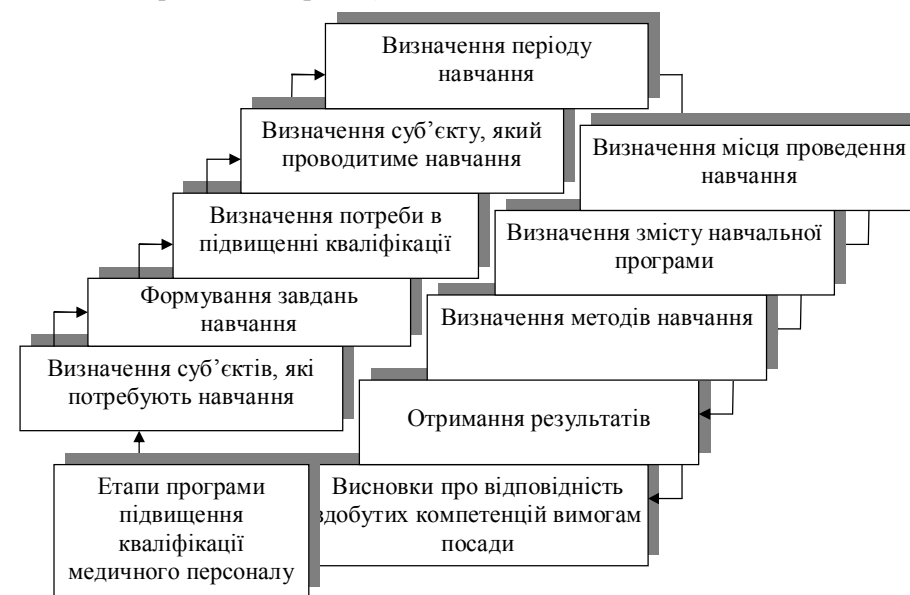 Визначення періоду
навчання
Визначення суб’єкту, який
проводитиме навчання
Визначення місця проведення
навчання
Визначення потреби в
підвищенні кваліфікації
Визначення змісту навчальної
програми
Формування завдань
навчання
Визначення методів навчання
Визначення суб’єктів, які
потребують навчання
Отримання результатів
Етапи програми
підвищення
кваліфікації
медичного персоналу
Висновки про відповідність
здобутих компетенцій вимогам
посади